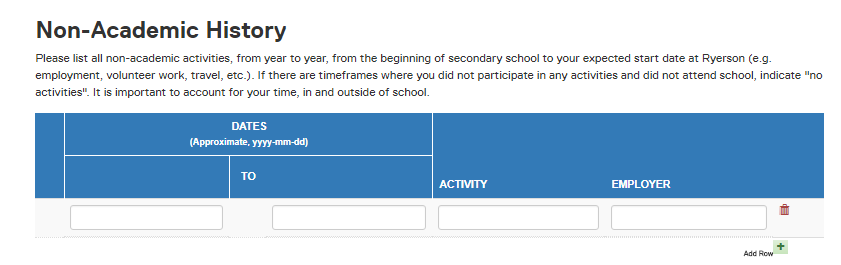 Non-Academic History
Please list all non-academic activities, from year to year, from the beginning of secondary school to your expected start date at Ryerson (e.g.
employment, volunteer work, travel, etc.). If there are timeframes where you did not participate in any activities and did not attend school, indicate "no
activities". It is important to account for your time, in and outside of school.
DATES
(Approximate, yyyy-mm-dd)
TO
ACTIVITY
EMPLOYER
Add Row